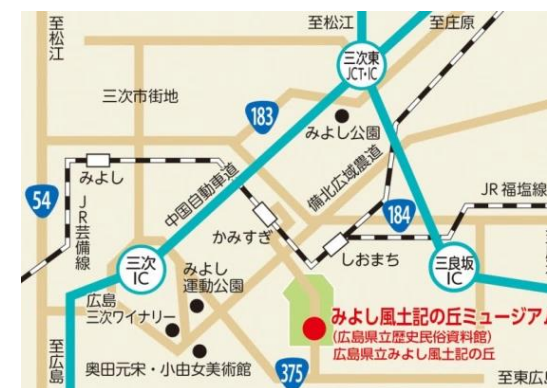 至松江
至松江
至庄原
三次東
JCT・IC
三次市街地
183
みよし公園
中国自動車道
備北広域農道
みよし
54
JR芸備線
かみすぎ
184
JR福塩線
しおまち
三次
IC
三良坂
IC
みよし
運動公園
広島
三次ワイナリー
みよし風土記の丘ミュージアム
(広島県立歴史民俗資料館)
広島県立みよし風土記の丘
至広島
奥田元宋・小由女美術館
375
至東広